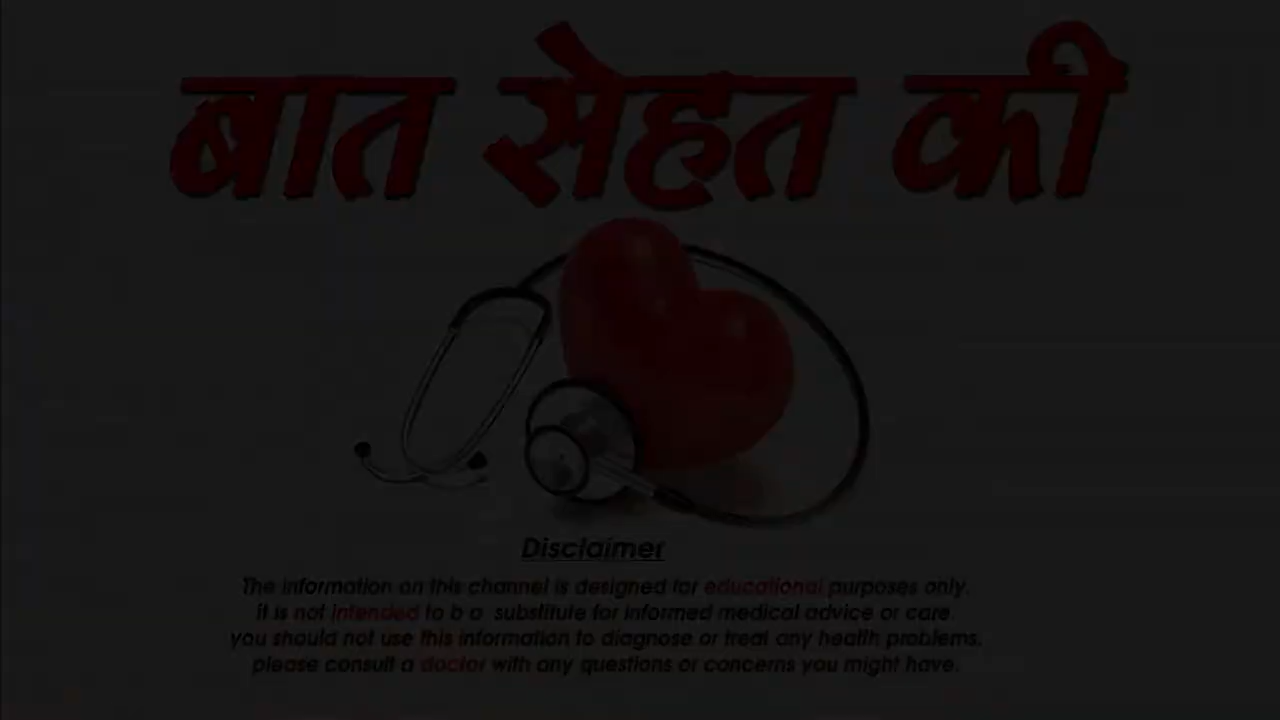 बात सेहत की
Disclaimer
The information on this channel is designed for educational purposes only.
it is not intended to b a substitute for informed medical advice or care.
you should not use this information to diagnose or treat any health problems.
please consult a doctor with any questions or concerns you might have.